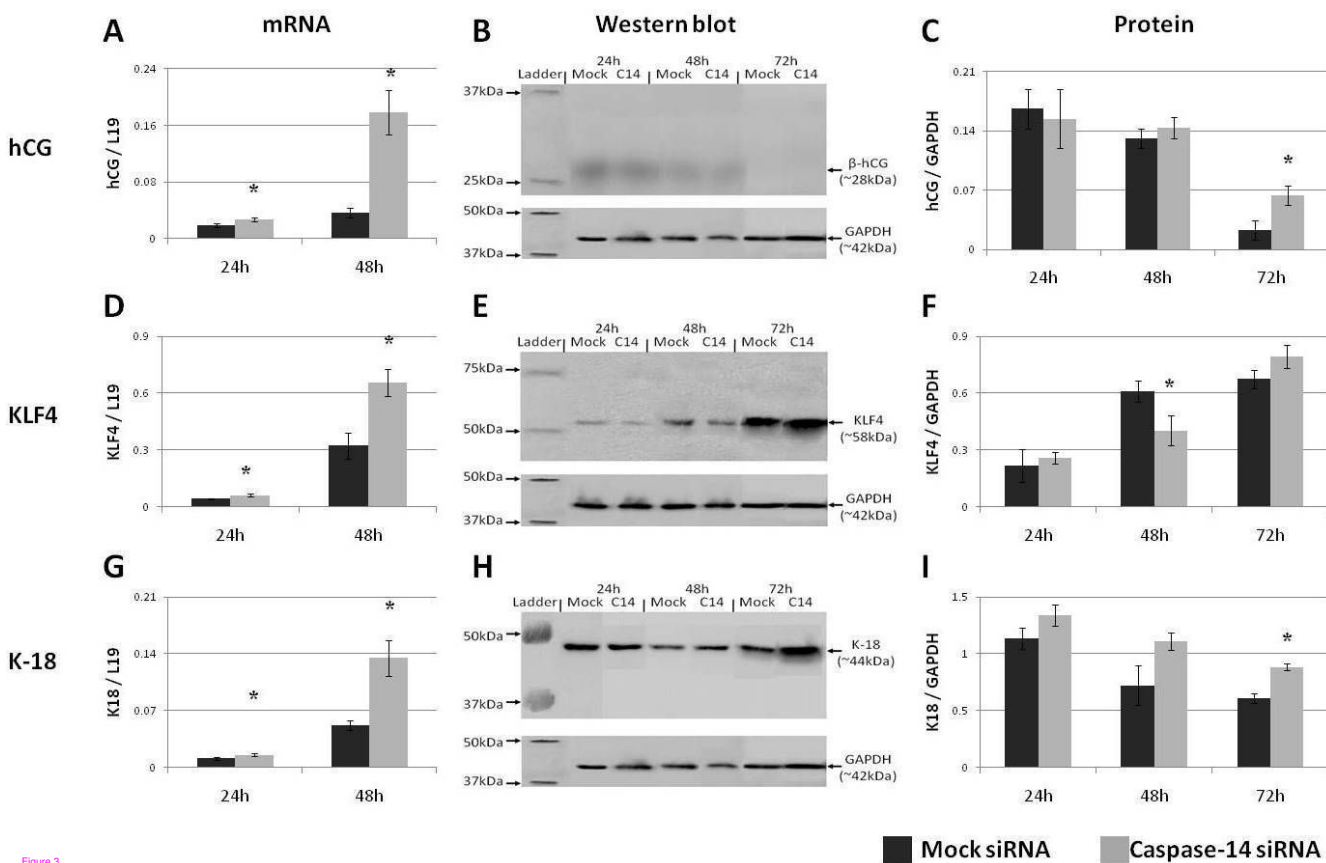 A mRNA B Western blot C Protein
hCG
hCG / L19
0.24
0.16
0.08
0
*
*
24h 48h
24h 48h 72h
Ladder Mock C14 Mock C14 Mock C14
37kDa
25kDa
β-hCG
(~28kDa)
50kDa
37kDa
GAPDH
(~42kDa)
hCG / GAPDH
0.21
0.14
0.07
0
*
24h 48h 72h
D E F
KLF4
KLF4 / L19
0.9
0.6
0.3
0
*
*
24h 48h
24h 48h 72h
Ladder Mock C14 Mock C14 Mock C14
75kDa
50kDa
KLF4
(~58kDa)
50kDa
37kDa
GAPDH
(~42kDa)
KLF4 / GAPDH
0.9
0.6
0.3
0
*
24h 48h 72h
G H I
K-18
K18 / L19
0.21
0.14
0.07
0
*
*
24h 48h
24h 48h 72h
Ladder Mock C14 Mock C14 Mock C14
50kDa
37kDa
K-18
(~44kDa)
50kDa
37kDa
GAPDH
(~42kDa)
K18 / GAPDH
1.5
1
0.5
0
*
24h 48h 72h
Mock siRNA Caspase-14 siRNA
Figure 3